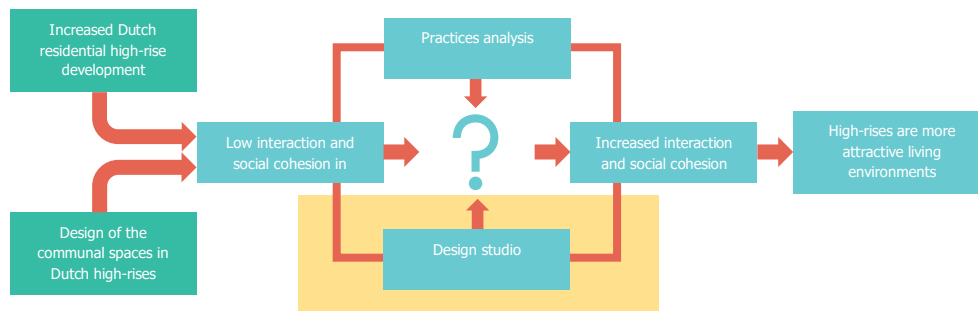 Increased Dutch
residential high-rise
development
Practices analysis
Low interaction and
social cohesion in
?
Increased interaction
and social cohesion
High-rises are more
attractive living
environments
Design of the
communal spaces in
Dutch high-rises
Design studio